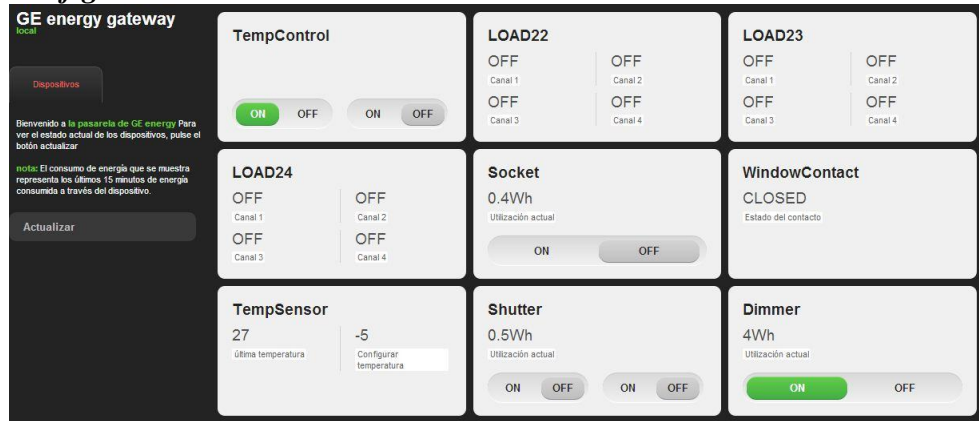 GE energy gateway
local
Dispositivos
Bienvenido a la pasarela de GE energy Para
ver el estado actual de los dispositivos, pulse el
botón actualizar
nota: El consumo de energía que se muestra
representa los últimos 15 minutos de energía
consumida a través del dispositivo.
Actualizar
TempControl
ON OFF ON OFF
LOAD22
OFF OFF
Canal 1 Canal 2
OFF OFF
Canal 3 Canal 4
LOAD23
OFF OFF
Canal 1 Canal 2
OFF OFF
Canal 3 Canal 4
LOAD24
OFF OFF
Canal 1 Canal 2
OFF OFF
Canal 3 Canal 4
Socket
0.4Wh
Utilización actual
ON OFF
WindowContact
CLOSED
Estado del contacto
TempSensor
27 -5
última temperatura Configurar
temperatura
Shutter
0.5Wh
Utilización actual
ON OFF ON OFF
Dimmer
4Wh
Utilización actual
ON OFF